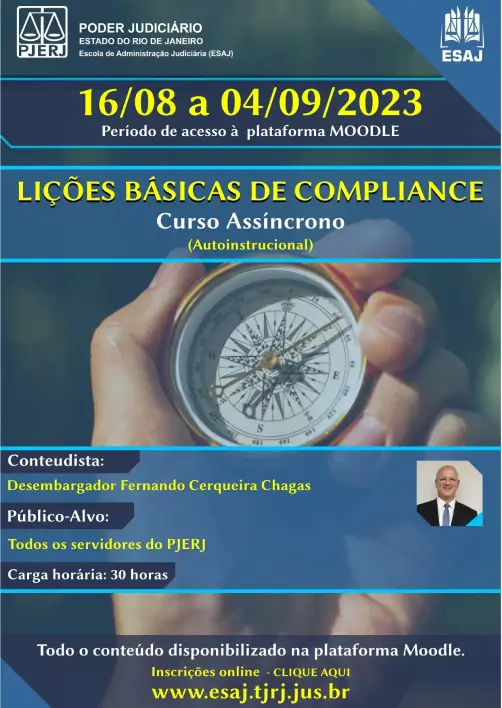 PJERJ
PODER JUDICIÁRIO
ESTADO DO RIO DE JANEIRO
Escola de Administração Judiciária (ESAJ)
ESAJ
16/08 a 04/09/2023
Período de acesso à plataforma MOODLE
LIÇÕES BÁSICAS DE COMPLIANCE
Curso Assíncrono
(Autoinstrucional)
Conteudista:
Desembargador Fernando Cerqueira Chagas
Público-Alvo:
Todos os servidores do PJERJ
Carga horária: 30 horas
Todo o conteúdo disponibilizado na plataforma Moodle.
Inscrições online - CLIQUE AQUI
www.esaj.tjrj.jus.br